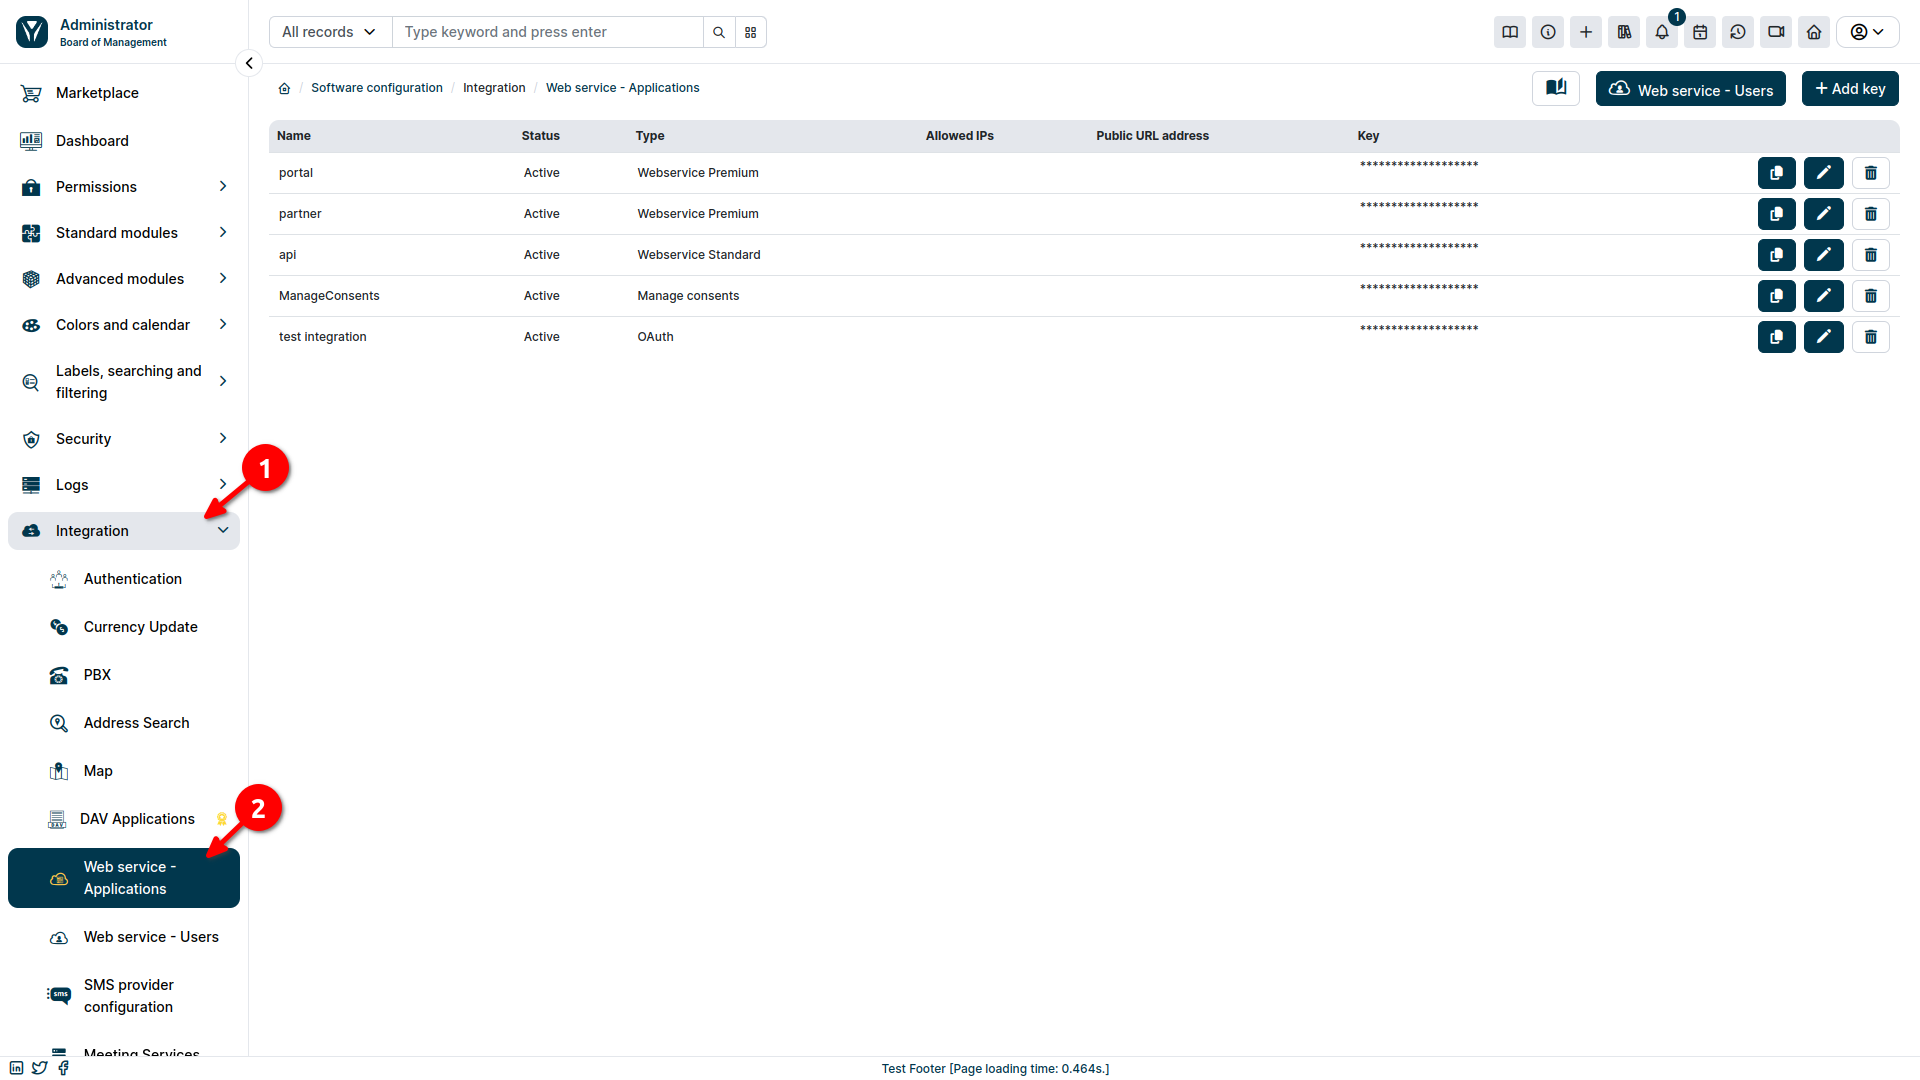 Administrator
Board of Management
All records
Type keyword and press enter
1
Software configuration / Integration / Web service - Applications
Web service - Users
+ Add key
Marketplace
Dashboard
Permissions
Standard modules
Advanced modules
Colors and calendar
Labels, searching and
filtering
Security
Logs
1
Integration
Authentication
Currency Update
PBX
Address Search
Map
DAV Applications
2
Web service -
Applications
Web service - Users
sms
SMS provider
configuration
Meeting Services
Name Status Type Allowed IPs Public URL address Key
portal Active Webservice Premium *******************
partner Active Webservice Premium *******************
api Active Webservice Standard *******************
ManageConsents Active Manage consents *******************
test integration Active OAuth *******************
Test Footer [Page loading time: 0.464s.]